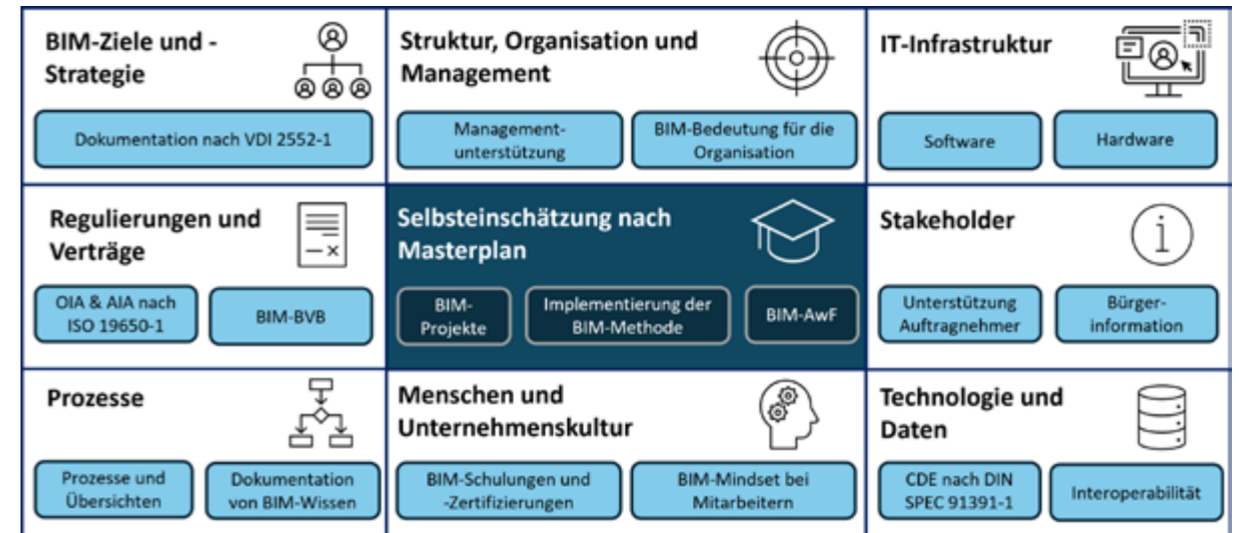 BIM-Ziele und -
Strategie
Dokumentation nach VDI 2552-1
Struktur, Organisation und
Management
Management-
unterstützung
BIM-Bedeutung für die
Organisation
IT-Infrastruktur
Software
Hardware
Regulierungen und
Verträge
OIA & AIA nach
ISO 19650-1
BIM-BVB
Selbsteinschätzung nach
Masterplan
BIM-
Projekte
Implementierung der
BIM-Methode
BIM-AwF
Stakeholder
i
Unterstützung
Auftragnehmer
Bürger-
information
Prozesse
Prozesse und
Übersichten
Dokumentation
von BIM-Wissen
Menschen und
Unternehmenskultur
BIM-Schulungen und
-Zertifizierungen
BIM-Mindset bei
Mitarbeitern
Technologie und
Daten
CDE nach DIN
SPEC 91391-1
Interoperabilität